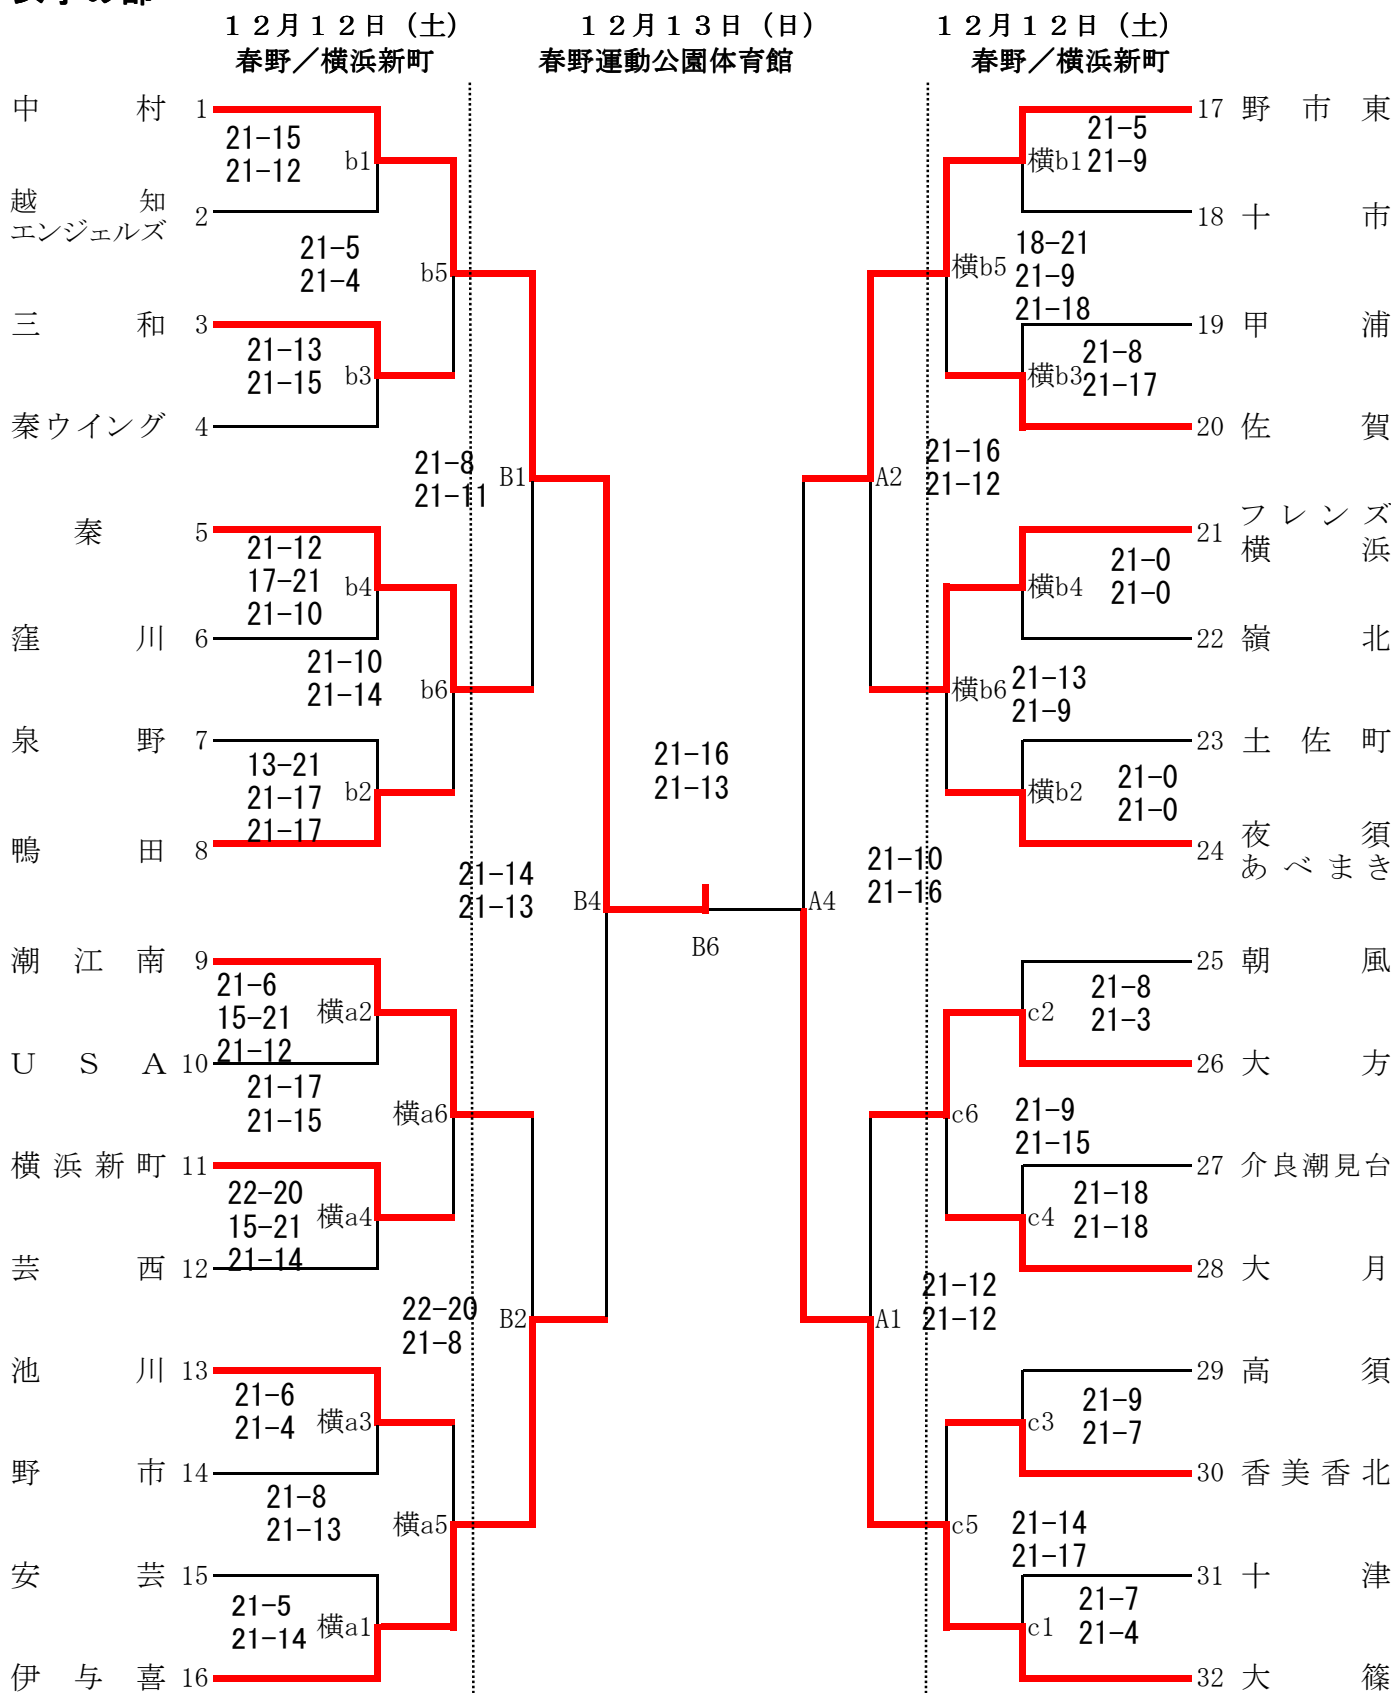 １２月１２日（土）
春野／横浜新町
１２月１３日（日）
春野運動公園体育館
１２月１２日（土）
春野／横浜新町
中村 1
21-15
21-12
b1
越知
エンジェルズ 2
21-5
21-4
b5
三和 3
21-13
21-15
b3
秦ウイング 4
21-8
21-11
B1
秦 5
21-12
17-21
21-10
b4
窪川 6
21-10
21-14
b6
泉野 7
13-21
21-17
21-17
b2
鴨田 8
21-14
21-13
B4
潮江南 9
21-6
15-21
21-12
横a2
ＵＳＡ 10
21-17
21-15
横a6
横浜新町 11
22-20
15-21
21-14
横a4
芸西 12
22-20
21-8
B2
池川 13
21-6
21-4
横a3
野市 14
21-8
21-13
横a5
安芸 15
21-5
21-14
横a1
伊与喜 16
21-16
21-13
B6
17 野市東
21-5
21-9
横b1
18 十市
18-21
21-9
21-18
横b5
19 甲浦
21-8
21-17
横b3
20 佐賀
21-16
21-12
A2
21 フレンズ
横浜
21-0
21-0
横b4
22 嶺北
21-13
21-9
横b6
23 土佐町
21-0
21-0
横b2
24 夜須
あべまき
21-10
21-16
A4
25 朝風
21-8
21-3
c2
26 大方
21-9
21-15
c6
27 介良潮見台
21-18
21-18
c4
28 大月
21-12
21-12
A1
29 高須
21-9
21-7
c3
30 香美香北
21-14
21-17
c5
31 十津
21-7
21-4
c1
32 大篠